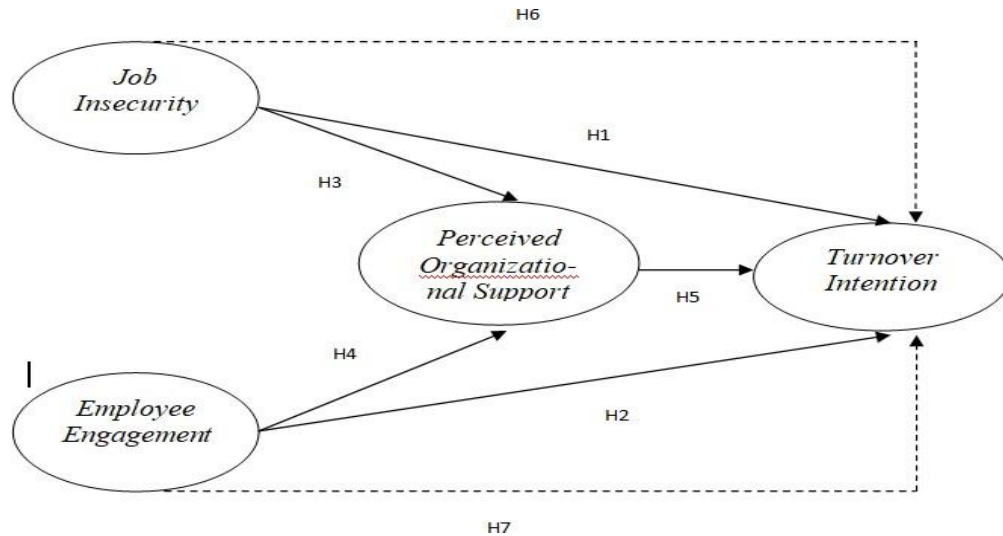 H6
Job
Insecurity
H1
H3
Perceived
Organizatio-
nal Support
Turnover
Intention
H5
H4
Employee
Engagement
H2
H7